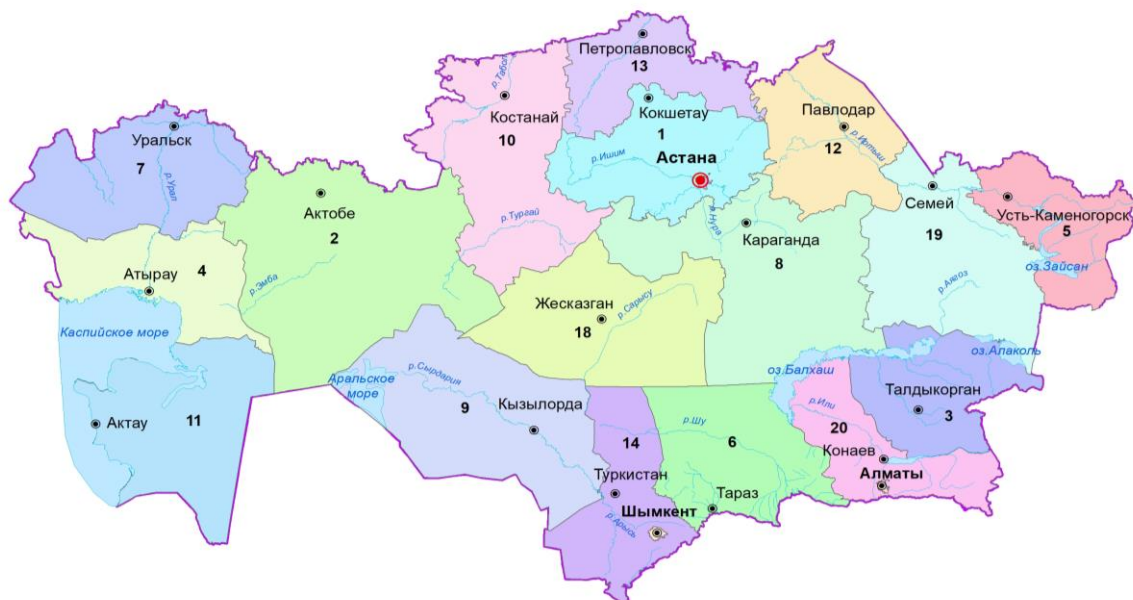 Петропавловск
13
р.Тобол
Костанай
10
Кокшетау
1
р.Ишим
Астана
Павлодар
р.Иртыш
12
Уральск
7
р.Урал
Актобе
2
р.Тургай
р.Нура
Караганда
8
Семей
19
Усть-Каменогорск
5
оз.Зайсан
р.Аягоз
Атырау
4
р.Эмба
Жесказган
18
р.Сарысу
Каспийское море
Актау
11
Аральское
море
р.Сырдария
9
Кызылорда
14
Туркистан
р.Арысь
Шымкент
р.Шу
6
Тараз
оз.Балхаш
оз.Алаколь
Талдыкорган
3
р.Или
20
Конаев
Алматы